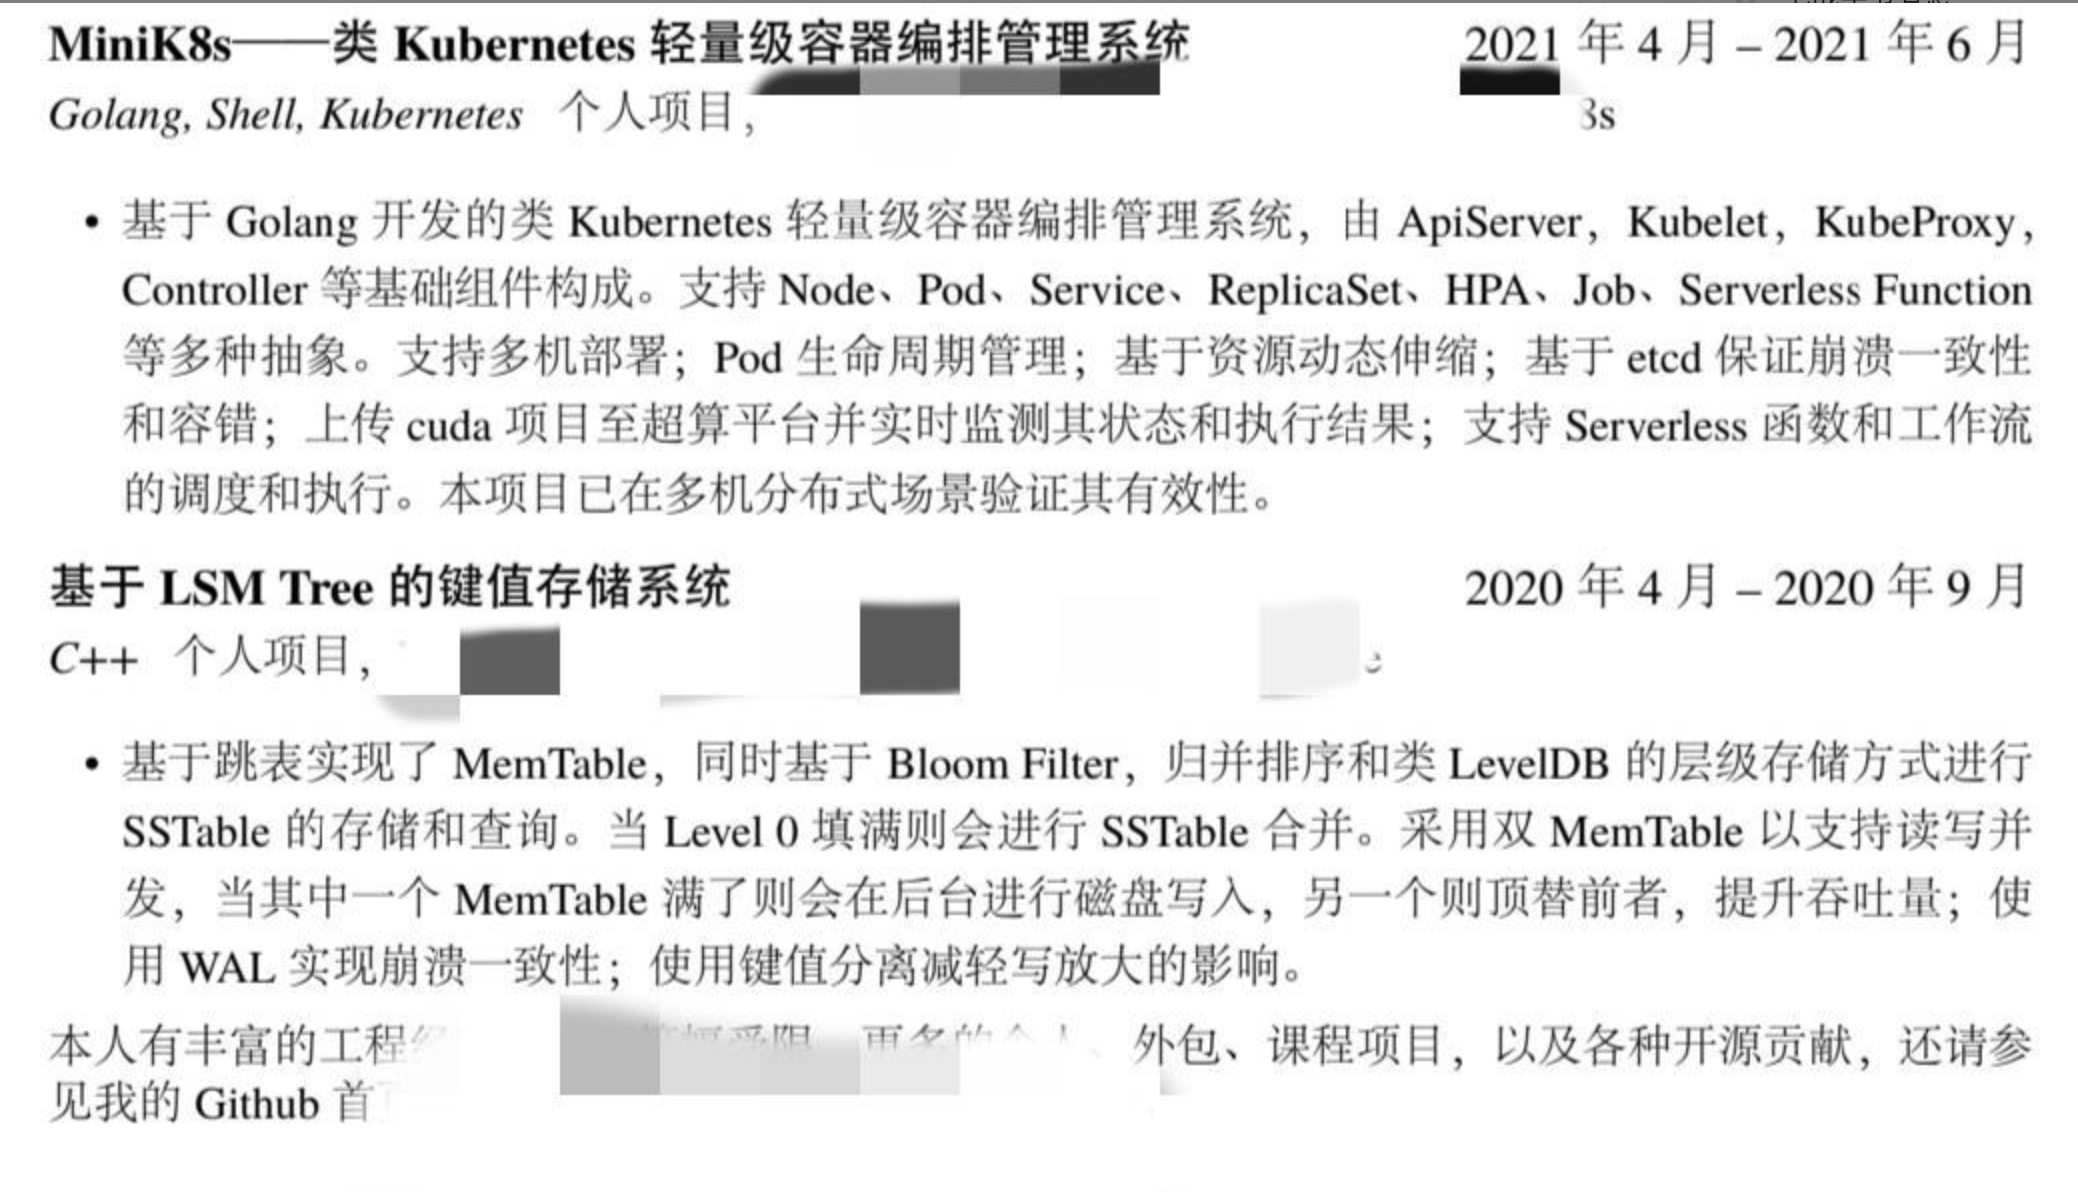 MiniK8s——类 Kubernetes 轻量级容器编排管理系统 2021 年 4 月 – 2021 年 6 月
Golang, Shell, Kubernetes 个人项目，
基于 Golang 开发的类 Kubernetes 轻量级容器编排管理系统，由 ApiServer，Kubelet，KubeProxy，
Controller 等基础组件构成。支持 Node、Pod、Service、ReplicaSet、HPA、Job、Serverless Function
等多种抽象。支持多机部署；Pod 生命周期管理；基于资源动态伸缩；基于 etcd 保证崩溃一致性
和容错；上传 cuda 项目至超算平台并实时监测其状态和执行结果；支持 Serverless 函数和工作流
的调度和执行。本项目已在多机分布式场景验证其有效性。
基于 LSM Tree 的键值存储系统 2020 年 4 月 – 2020 年 9 月
C++ 个人项目，
基于跳表实现了 MemTable，同时基于 Bloom Filter，归并排序和类 LevelDB 的层级存储方式进行
SSTable 的存储和查询。当 Level 0 填满则会进行 SSTable 合并。采用双 MemTable 以支持读写并
发，当其中一个 MemTable 满了则会在后台进行磁盘写入，另一个则顶替前者，提升吞吐量；使
用 WAL 实现崩溃一致性；使用键值分离减轻写放大的影响。
本人有丰富的工程 受限 更多的个人、外包、课程项目，以及各种开源贡献，还请参
见我的 Github 首